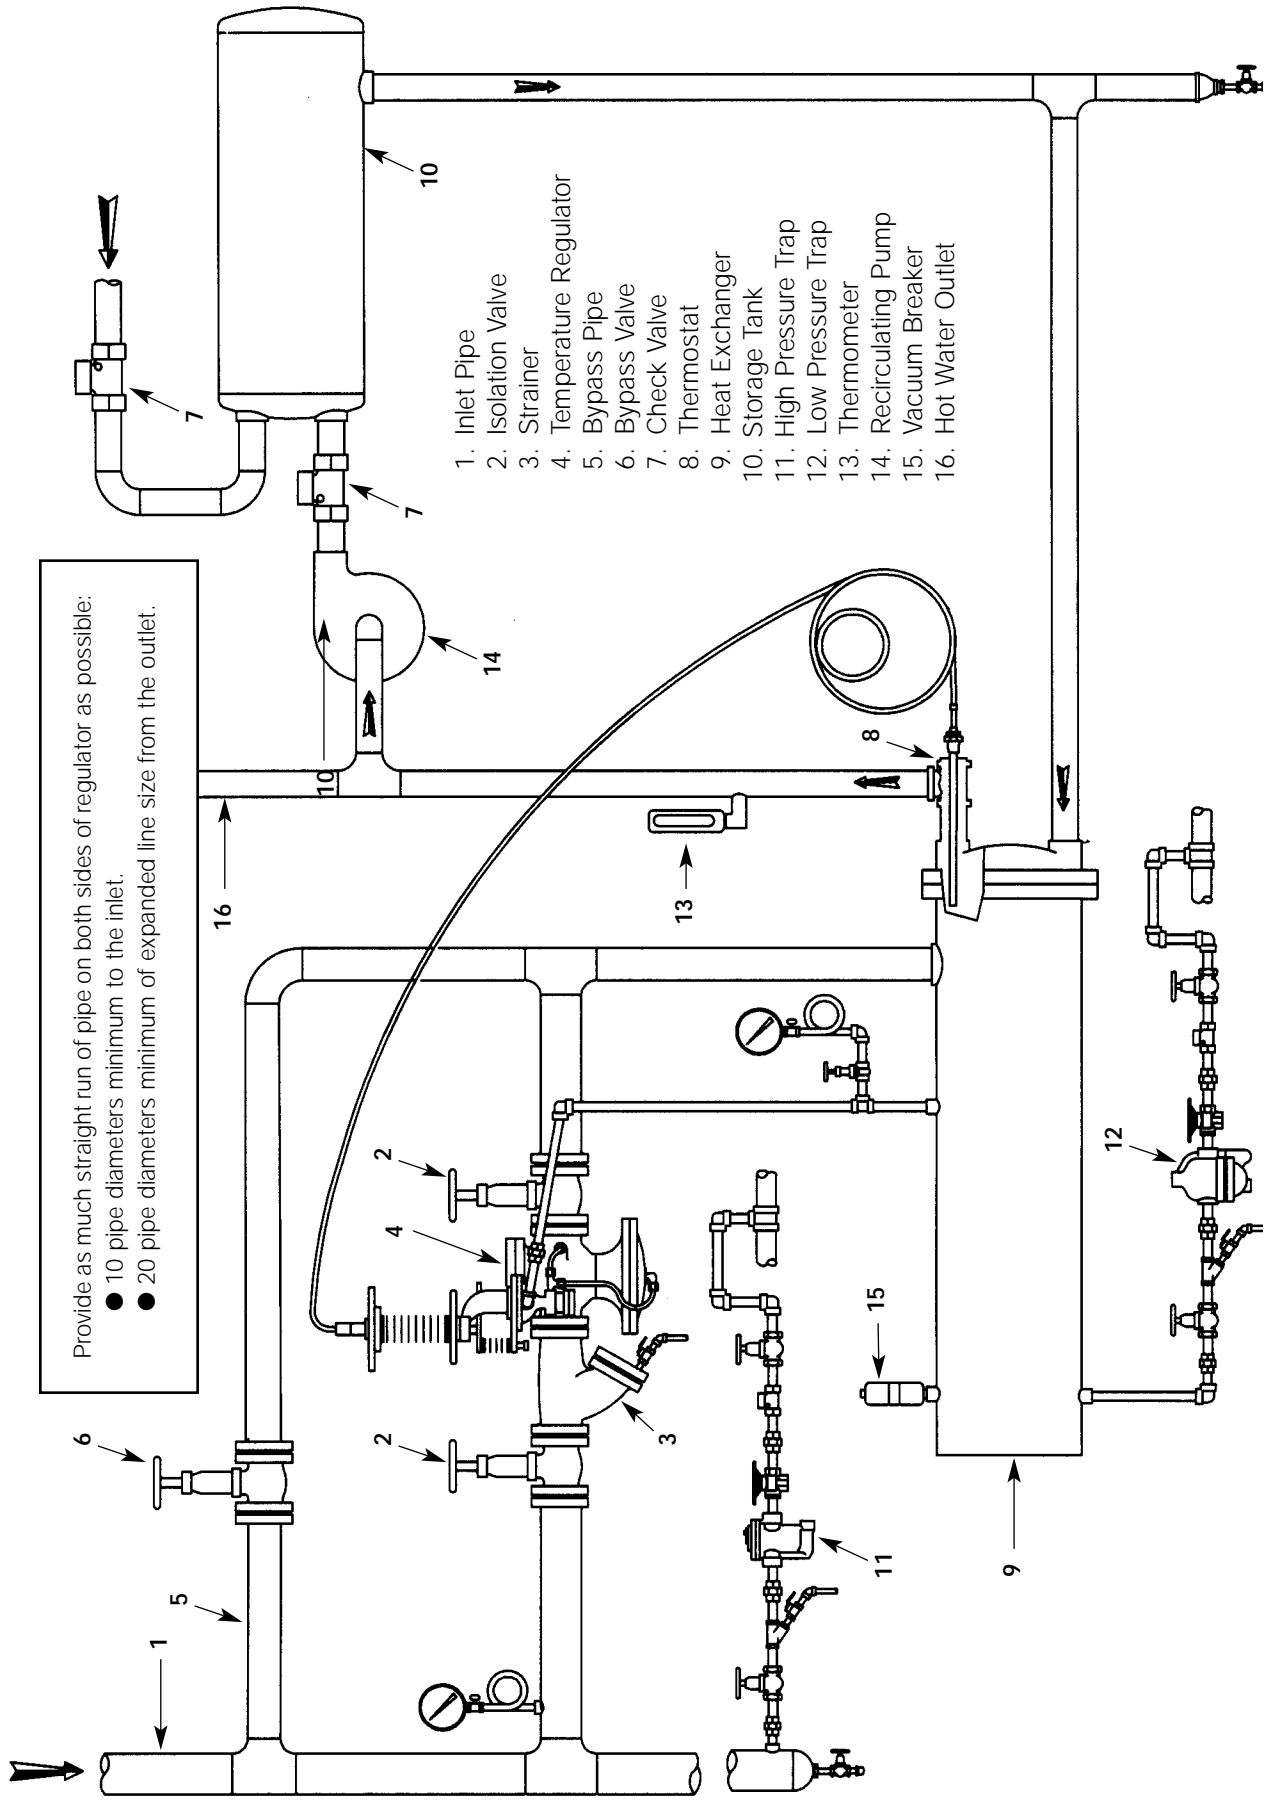 Provide as much straight run of pipe on both sides of regulator as possible:
● 10 pipe diameters minimum to the inlet.
● 20 pipe diameters minimum of expanded line size from the outlet.
1. Inlet Pipe
2. Isolation Valve
3. Strainer
4. Temperature Regulator
5. Bypass Pipe
6. Bypass Valve
7. Check Valve
8. Thermostat
9. Heat Exchanger
10. Storage Tank
11. High Pressure Trap
12. Low Pressure Trap
13. Thermometer
14. Recirculating Pump
15. Vacuum Breaker
16. Hot Water Outlet
1
5
6
7
10
16
10
7
14
2
4
2
3
13
8
11
15
12
9